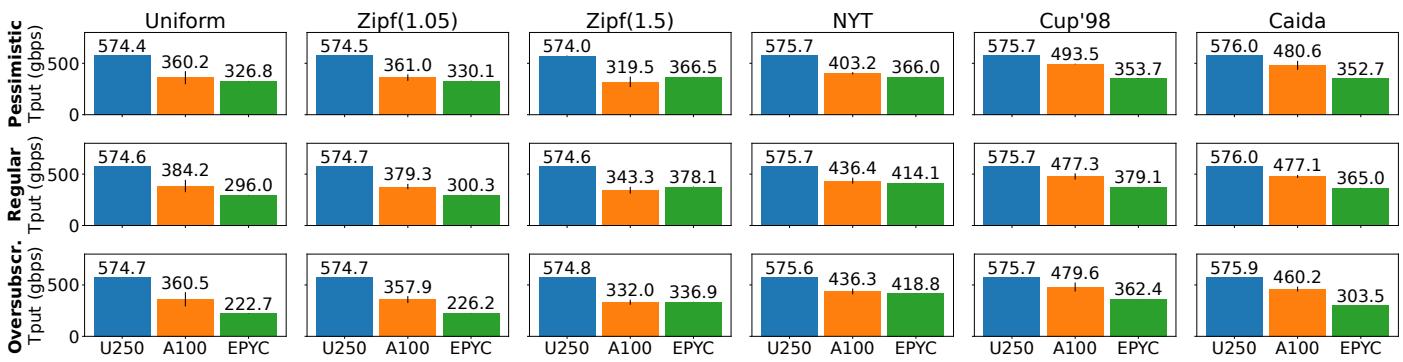 Uniform Zipf(1.05) Zipf(1.5) NYT Cup'98 Caida
Pessimistic
Tput (gbps)
500
0
574.4 360.2 326.8
574.5 361.0 330.1
574.0 319.5 366.5
575.7 403.2 366.0
575.7 493.5 353.7
576.0 480.6 352.7
Regular
Tput (gbps)
500
0
574.6 384.2 296.0
574.7 379.3 300.3
574.6 343.3 378.1
575.7 436.4 414.1
575.7 477.3 379.1
576.0 477.1 365.0
Oversubscr.
Tput (gbps)
500
0
574.7 360.5 222.7
574.7 357.9 226.2
574.8 332.0 336.9
575.6 436.3 418.8
575.7 479.6 362.4
575.9 460.2 303.5
U250 A100 EPYC U250 A100 EPYC U250 A100 EPYC U250 A100 EPYC U250 A100 EPYC U250 A100 EPYC